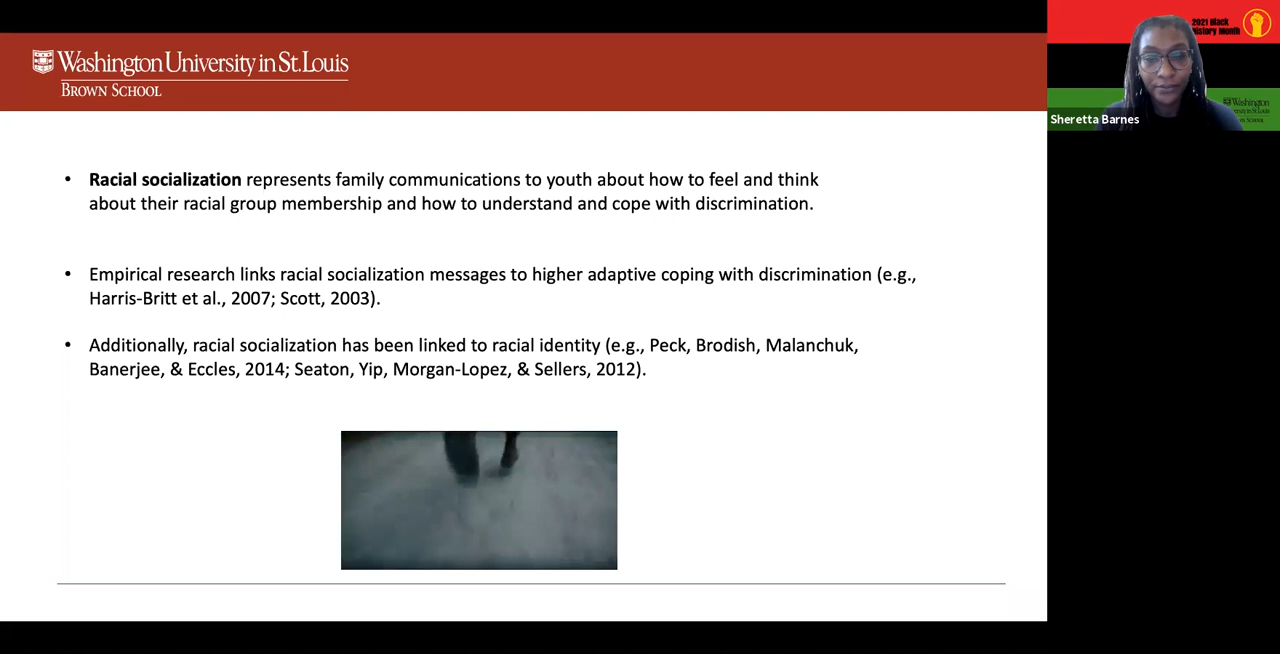 Washington University in St. Louis
BROWN SCHOOL
• Racial socialization represents family communications to youth about how to feel and think
about their racial group membership and how to understand and cope with discrimination.
• Empirical research links racial socialization messages to higher adaptive coping with discrimination (e.g.,
Harris-Britt et al., 2007; Scott, 2003).
• Additionally, racial socialization has been linked to racial identity (e.g., Peck, Brodish, Malanchuk,
Banerjee, & Eccles, 2014; Seaton, Yip, Morgan-Lopez, & Sellers, 2012).
2021 Black
History Month
Washington
Sheretta Barnes